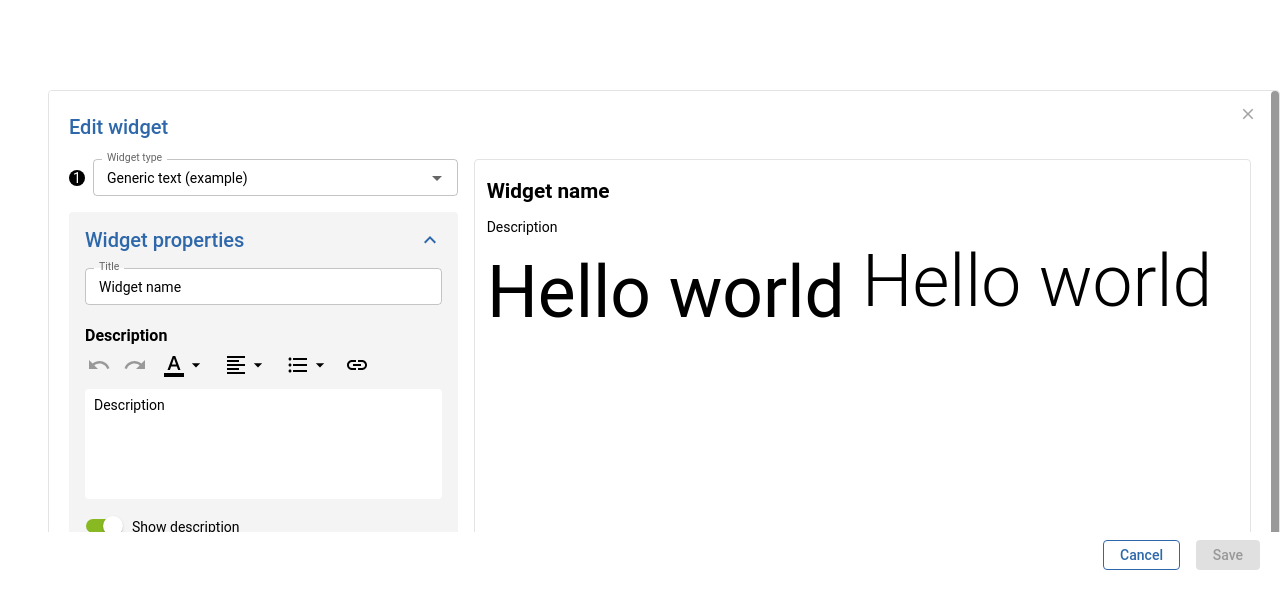 Edit widget
Widget type
1 Generic text (example)
Widget properties
Title
Widget name
Description
A
Description
Show description
Widget name
Description
Hello world Hello world
Cancel Save